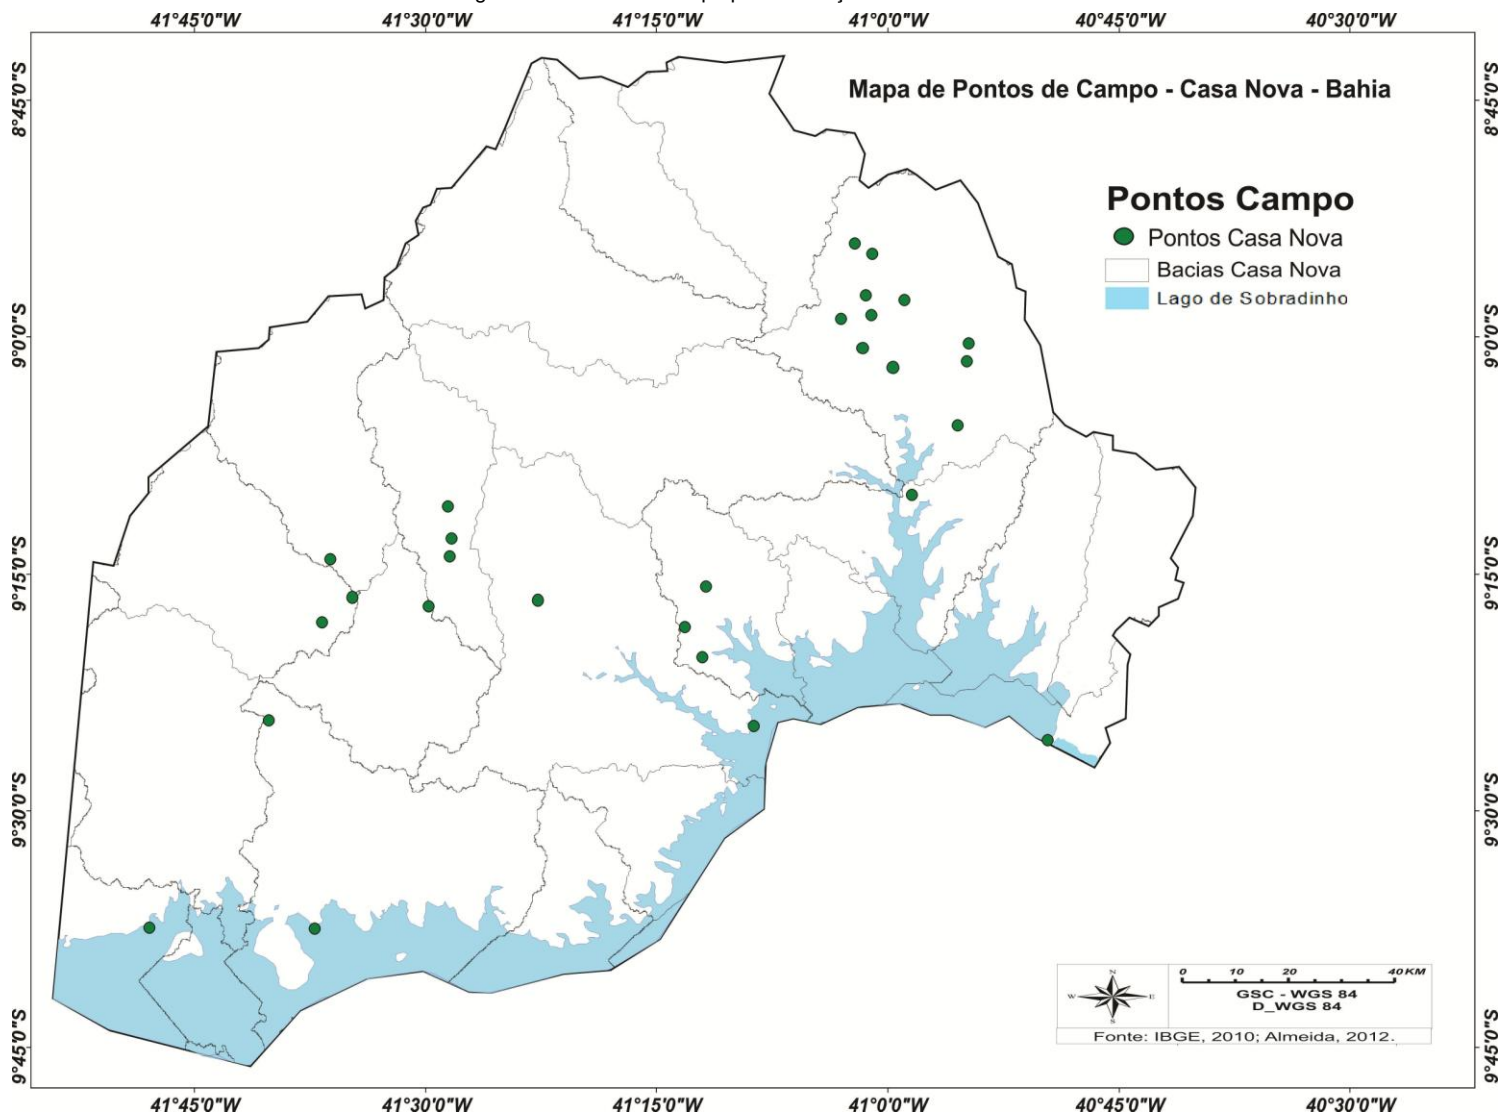 41°45'0"W 41°30'0"W 41°15'0"W 41°0'0"W 40°45'0"W 40°30'0"W
Mapa de Pontos de Campo - Casa Nova - Bahia
8°45'0"S 8°45'0"S
Pontos Campo
Pontos Casa Nova
Bacias Casa Nova
Lago de Sobradinho
9°0'0"S 9°0'0"S
9°15'0"S 9°15'0"S
9°30'0"S 9°30'0"S
N
W E
S
0 10 20 40 KM
GSC - WGS 84
D_WGS 84
Fonte: IBGE, 2010; Almeida, 2012.
9°45'0"S 9°45'0"S
41°45'0"W 41°30'0"W 41°15'0"W 41°0'0"W 40°45'0"W 40°30'0"W